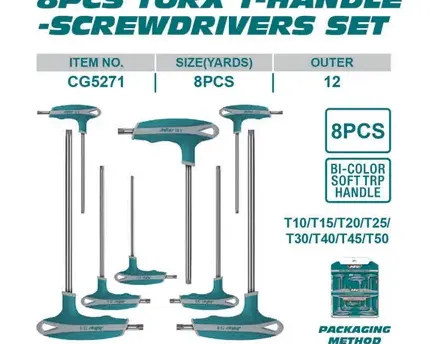 8PCS TORX T-HANDLE
-SCREWDRIVERS SET
ITEM NO. SIZE(YARDS) OUTER
CG5271 8PCS 12
8PCS
BI-COLOR
SOFT TRP
HANDLE
T10/T15/T20/T25/
T30/T40/T45/T50
PACKAGING
METHOD